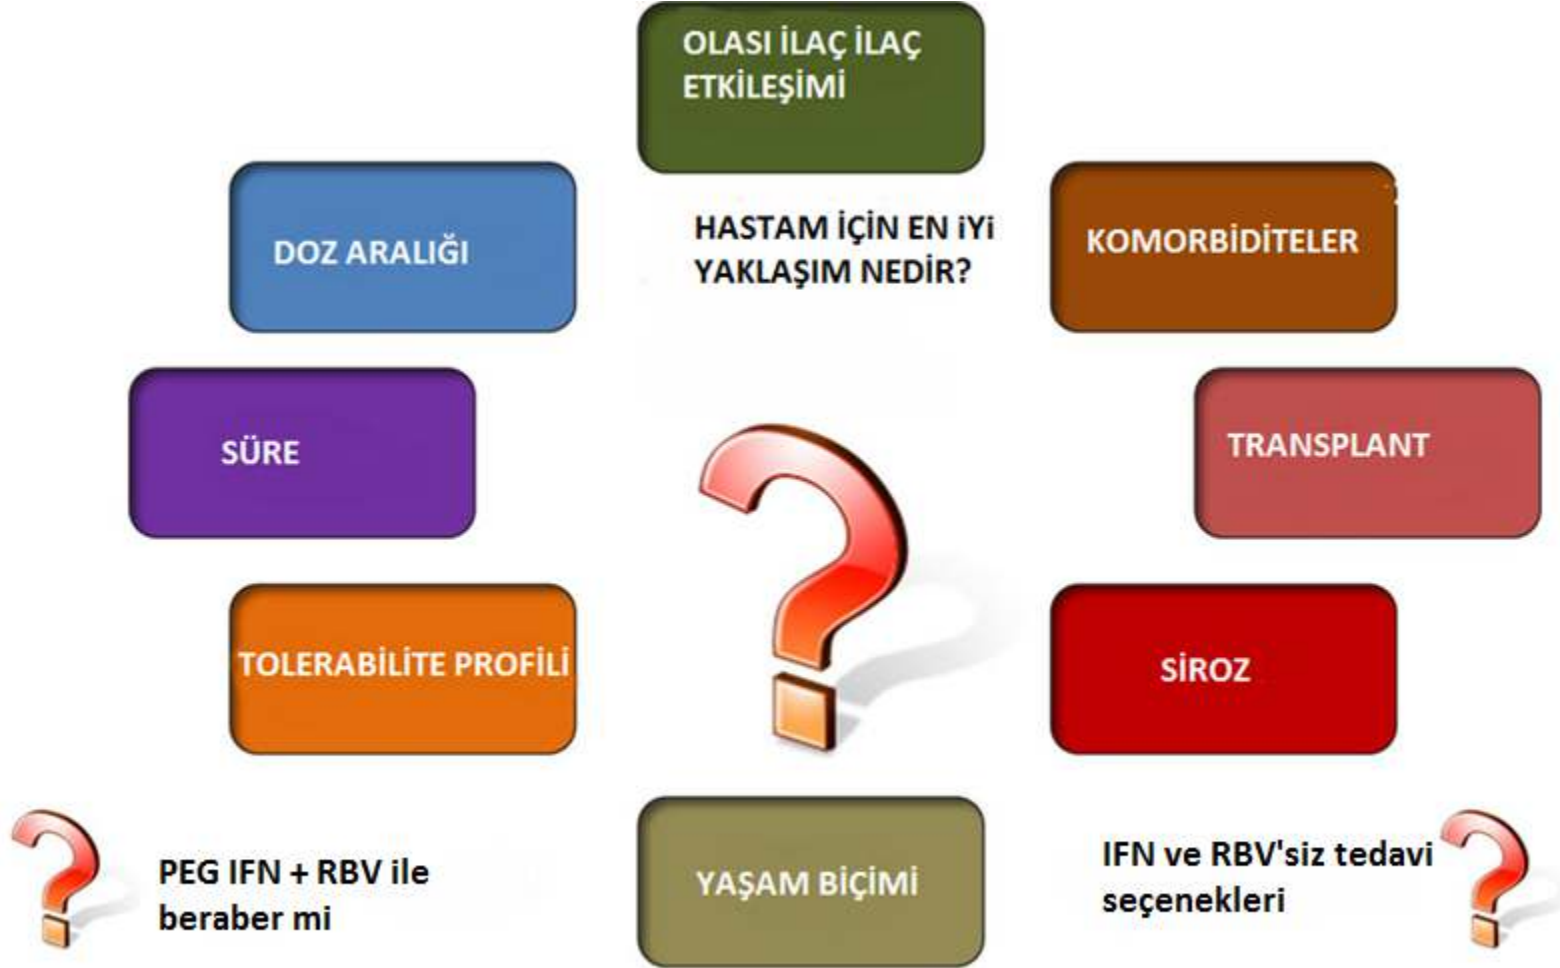 OLASI İLAÇ İLAÇ
ETKİLEŞİMİ
DOZ ARALIĞI
HASTAM İÇİN EN iYi
YAKLAŞIM NEDİR?
KOMORBİDİTELER
SÜRE
TRANSPLANT
TOLERABİLİTE PROFİLİ
SİROZ
PEG IFN + RBV ile
beraber mi
YAŞAM BİÇİMİ
IFN ve RBV'siz tedavi
seçenekleri